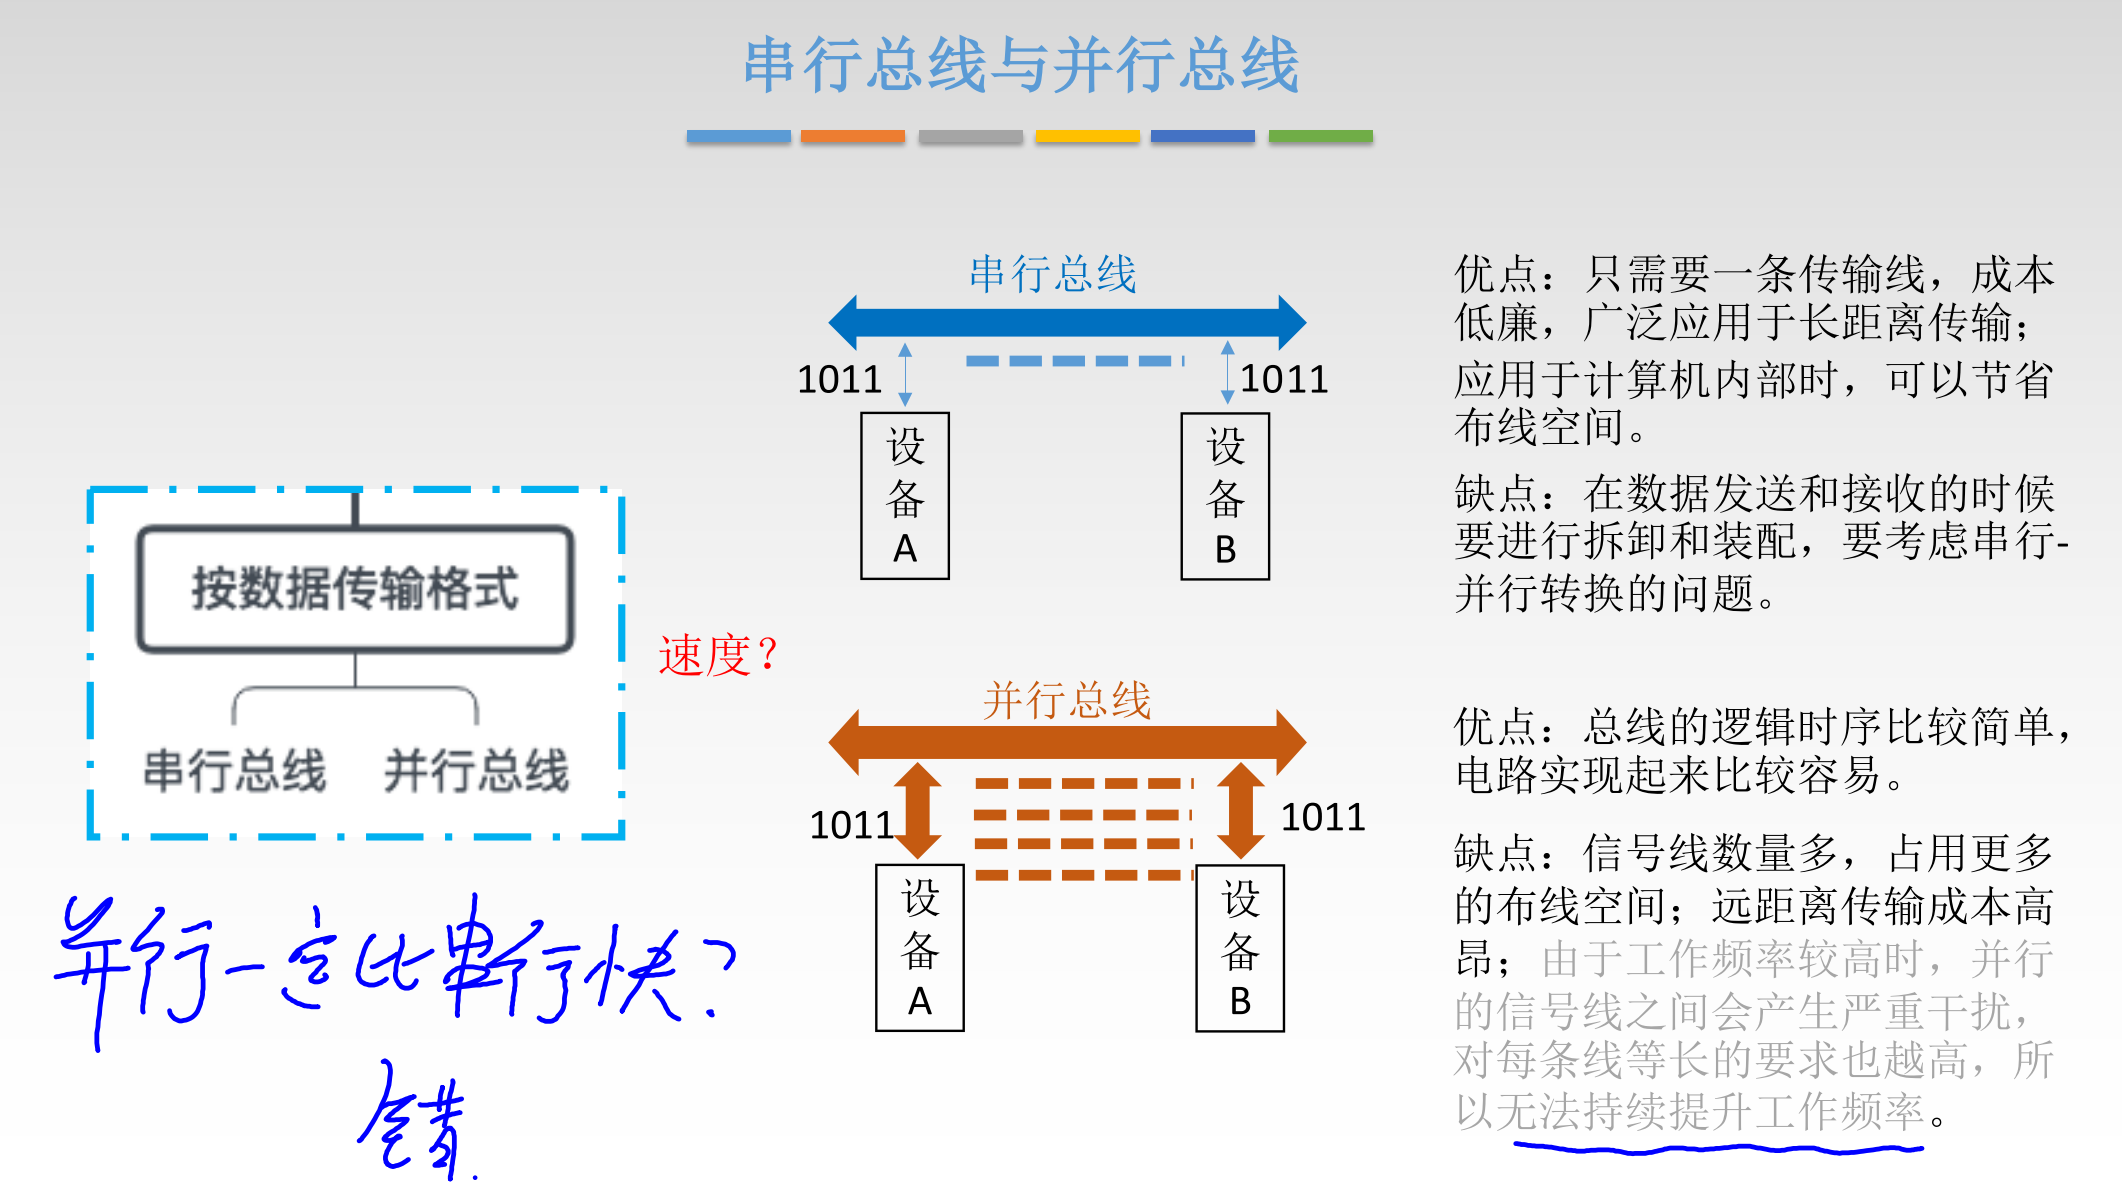 串行总线与并行总线
串行总线
1011
1011
设
备
A
设
备
B
优点：只需要一条传输线，成本
低廉，广泛应用于长距离传输；
应用于计算机内部时，可以节省
布线空间。
缺点：在数据发送和接收的时候
要进行拆卸和装配，要考虑串行-
并行转换的问题。
按数据传输格式
串行总线
并行总线
速度？
并行总线
1011
1011
设
备
A
设
备
B
优点：总线的逻辑时序比较简单，
电路实现起来比较容易。
缺点：信号线数量多，占用更多
的布线空间；远距离传输成本高
昂；由于工作频率较高时，并行
的信号线之间会产生严重干扰，
对每条线等长的要求也越高，所
以无法持续提升工作频率。
并行一定比串行快？
错.